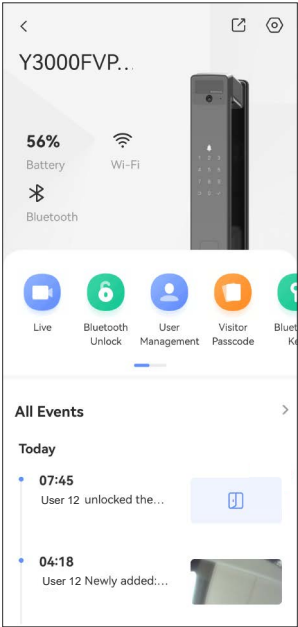 Y3000FVP...
56%
Battery
Wi-Fi
Bluetooth
Live
Bluetooth
Unlock
User
Management
Visitor
Passcode
Bluet
Ke
All Events
Today
07:45
User 12 unlocked the...
04:18
User 12 Newly added:...